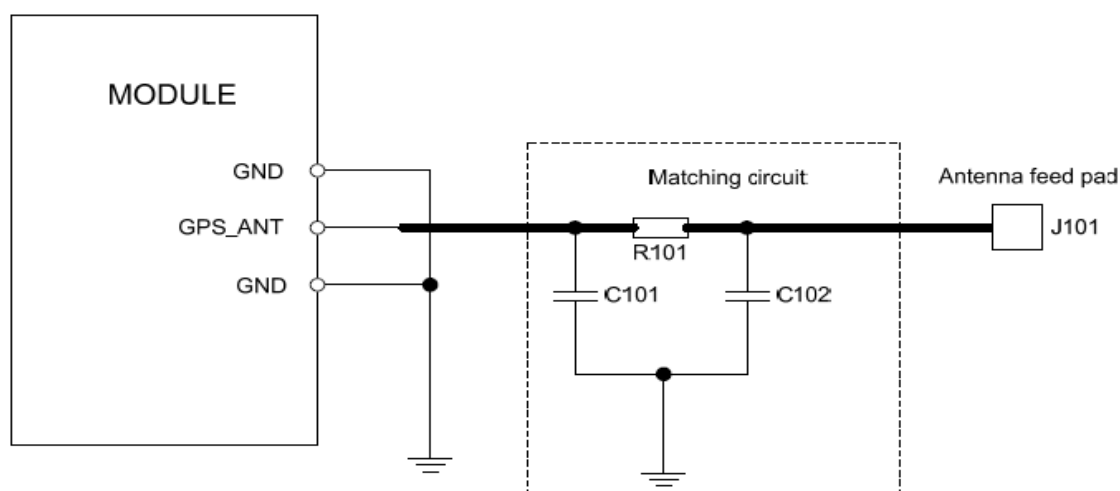 MODULE
GND
GPS_ANT
GND
Matching circuit
R101
C101
C102
Antenna feed pad
J101